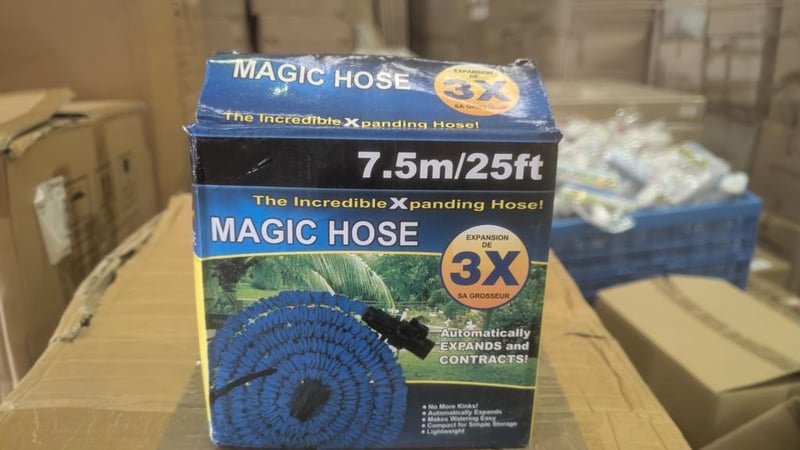 MAGIC HOSE
EXPANSION
DE
3X
SA GROSSEUR
The Incredible Xpanding Hose!
7.5m/25ft
The Incredible Xpanding Hose!
MAGIC HOSE
EXPANSION
DE
3X
SA GROSSEUR
Automatically
EXPANDS and
CONTRACTS!
• No More Kinks!
• Automatically Expands
• Makes Watering Easy
• Compact for Simple Storage
• Lightweight